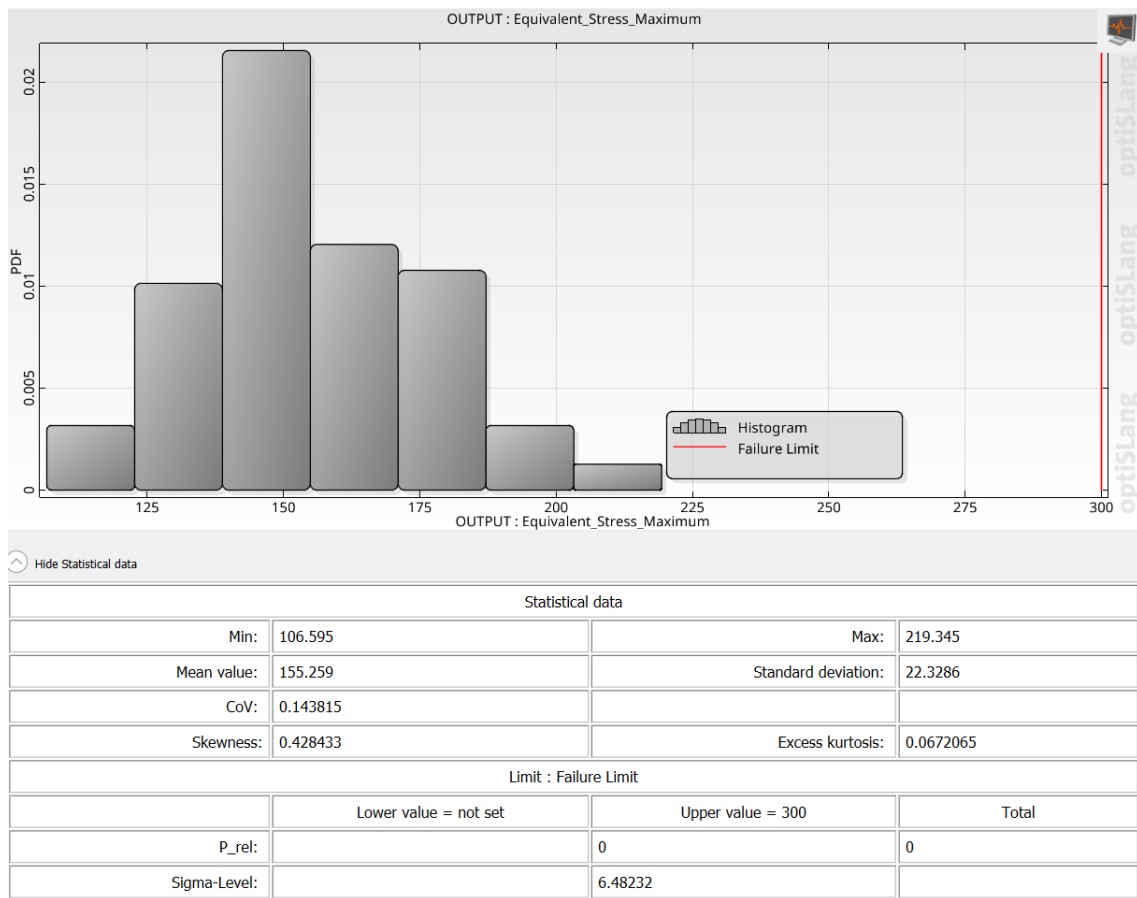 OUTPUT : Equivalent_Stress_Maximum
0.02
0.015
0.01
0.005
0
PDF
Histogram
Failure Limit
125 150 175 200 225 250 275 300
OUTPUT : Equivalent_Stress_Maximum
optiSLang
optiSLang
optiSLang
Hide Statistical data
Statistical data
Min: 106.595 Max: 219.345
Mean value: 155.259 Standard deviation: 22.3286
CoV: 0.143815
Skewness: 0.428433 Excess kurtosis: 0.0672065
Limit : Failure Limit
Lower value = not set Upper value = 300 Total
P_rel: 0 0
Sigma-Level: 6.48232